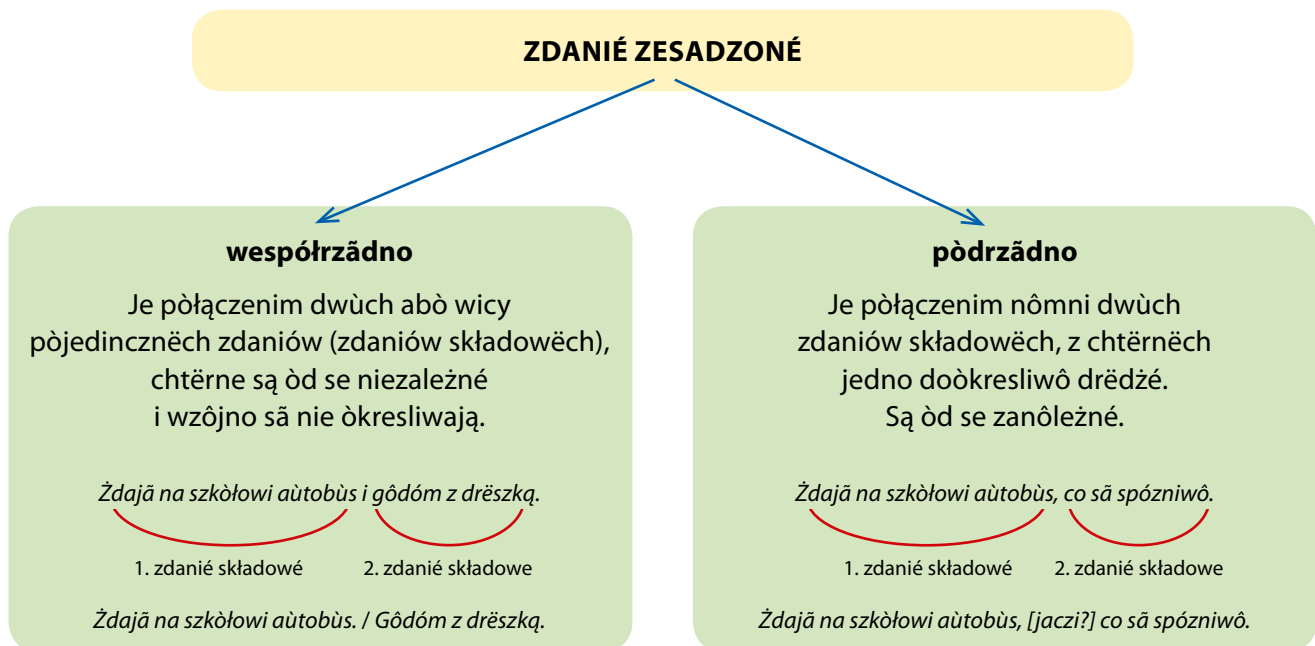 ZDANIÉ ZESADZONÉ
wespółrzãdno
Je pòłączenim dwùch abò wicy
pòjedincznëch zdaniów (zdaniów składowëch),
chtërne są òd se niezależné
i wzôjno sã nie òkresliwają.
Żdajã na szkòłowi aùtobùs i gôdóm z drëszką.
1. zdanié składowé
2. zdanié składowe
Żdajã na szkòłowi aùtobùs. / Gôdóm z drëszką.
pòdrzãdno
Je pòłączenim nômni dwùch
zdaniów składowëch, z chtërnëch
jedno doòkresliwô drëdżé.
Są òd se zanôleżné.
Żdajã na szkòłowi aùtobùs, co sã spózniwô.
1. zdanié składowé
2. zdanié składowe
Żdajã na szkòłowi aùtobùs, [jaczi?] co sã spózniwô.